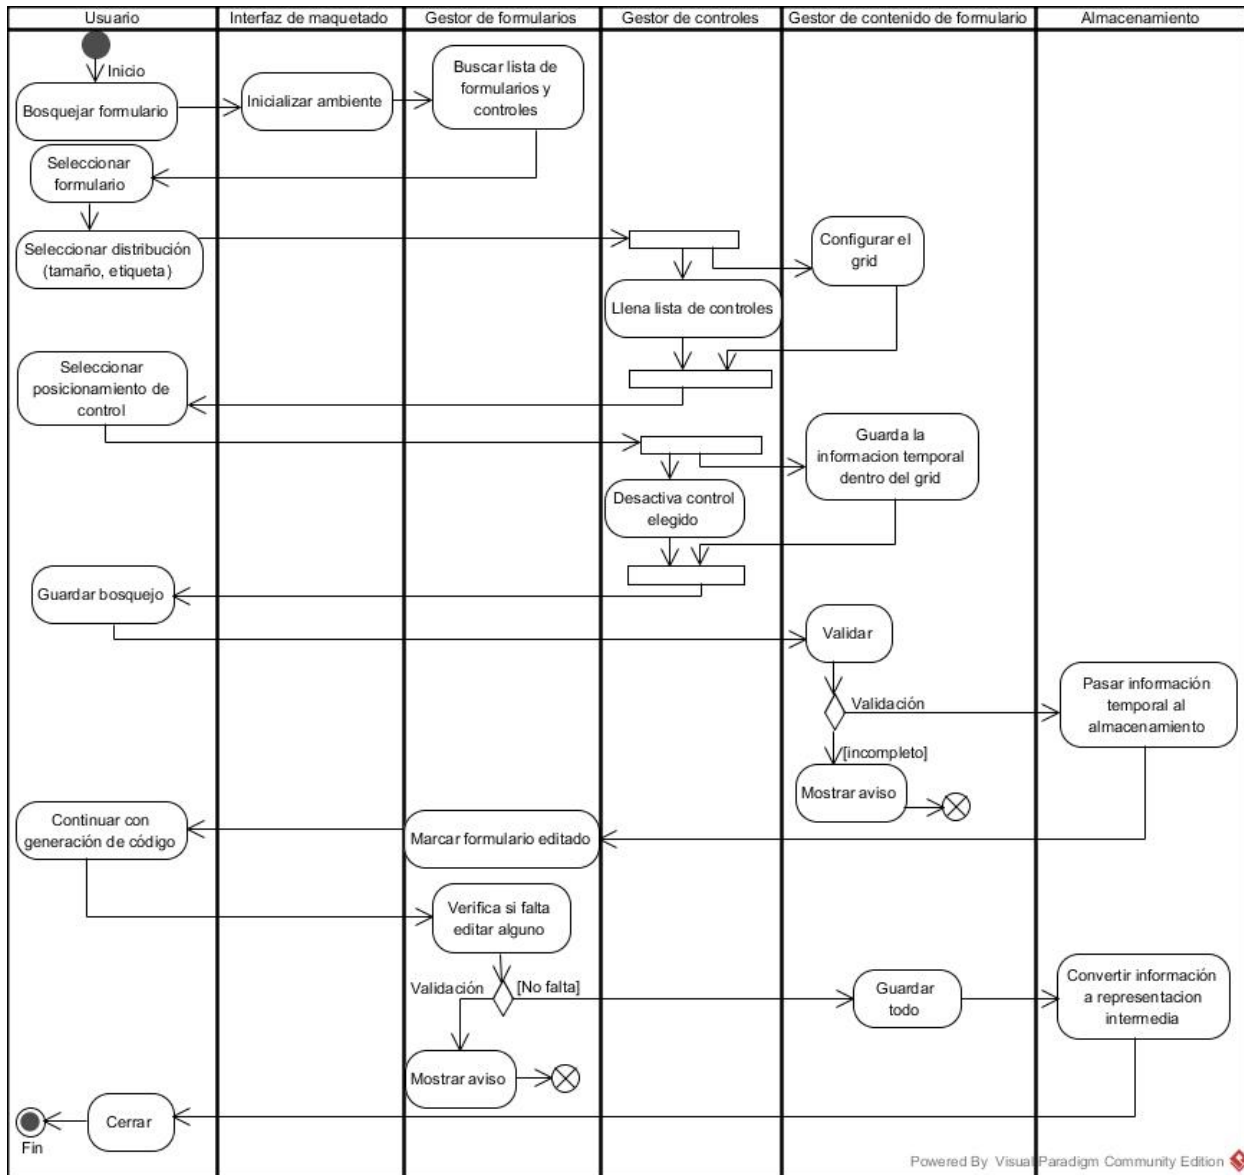 Usuario
Interfaz de maquetado
Gestor de formularios
Gestor de controles
Gestor de contenido de formulario
Almacenamiento
Inicio
Bosquejar formulario
Inicializar ambiente
Buscar lista de
formularios y
controles
Seleccionar
formulario
Seleccionar distribución
(tamaño, etiqueta)
Configurar el
grid
Llena lista de controles
Seleccionar
posicionamiento de
control
Guarda la
informacion temporal
dentro del grid
Desactiva control
elegido
Guardar bosquejo
Validar
Validación
Pasar información
temporal al
almacenamiento
[incompleto]
Mostrar aviso
Continuar con
generación de código
Marcar formulario editado
Verifica si falta
editar alguno
Validación
[No falta]
Guardar
todo
Convertir información
a representacion
intermedia
Mostrar aviso
Cerrar
Fin
Powered By Visual Paradigm Community Edition